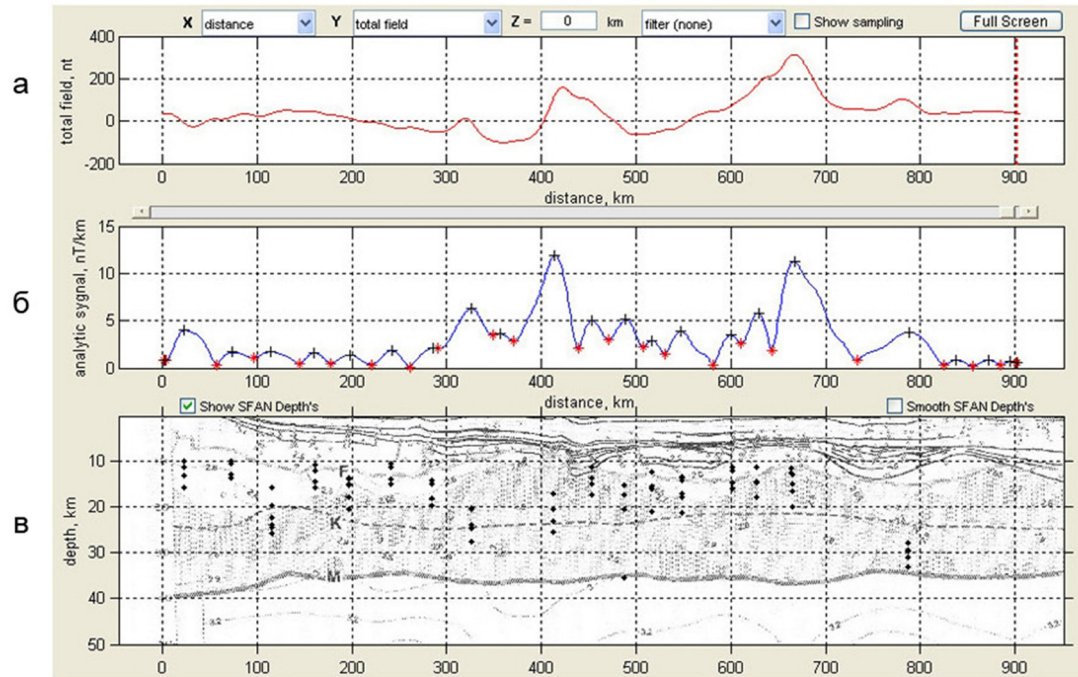 X distance Y total field Z = 0 km filter (none) Show sampling Full Screen
а
total field, nt
400
200
0
-200
0 100 200 300 400 500 600 700 800 900
distance, km
б
analytic sygnal, nT/km
15
10
5
0
0 100 200 300 400 500 600 700 800 900
distance, km
Show SFAN Depth's Smooth SFAN Depth's
в
depth, km
10
20
30
40
50
F
K
M
0 100 200 300 400 500 600 700 800 900